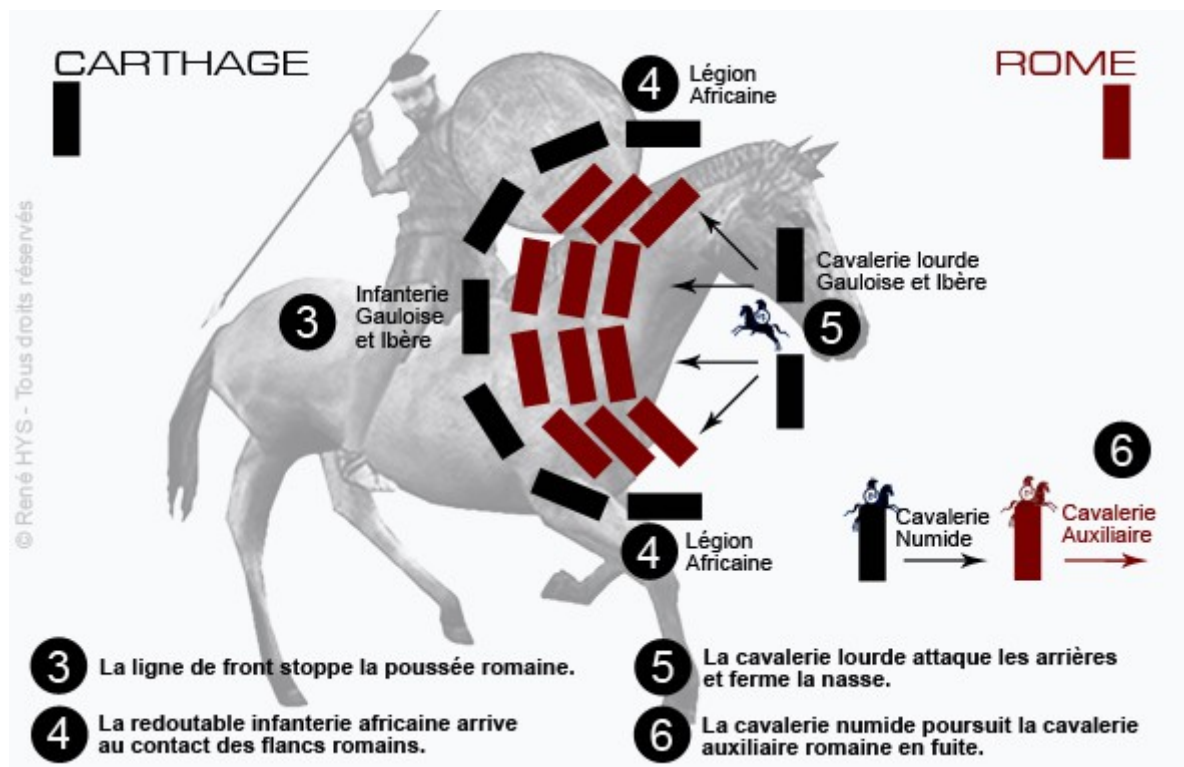 CARTHAGE
ROME
4
Légion
Africaine
Cavalerie lourde
Gauloise et Ibère
3
Infanterie
Gauloise
et Ibère
5
6
Cavalerie
Numide
Cavalerie
Auxiliaire
4
Légion
Africaine
© René HYS - Tous droits réservés
3 La ligne de front stoppe la poussée romaine.
4 La redoutable infanterie africaine arrive
au contact des flancs romains.
5 La cavalerie lourde attaque les arrières
et ferme la nasse.
6 La cavalerie numide poursuit la cavalerie
auxiliaire romaine en fuite.